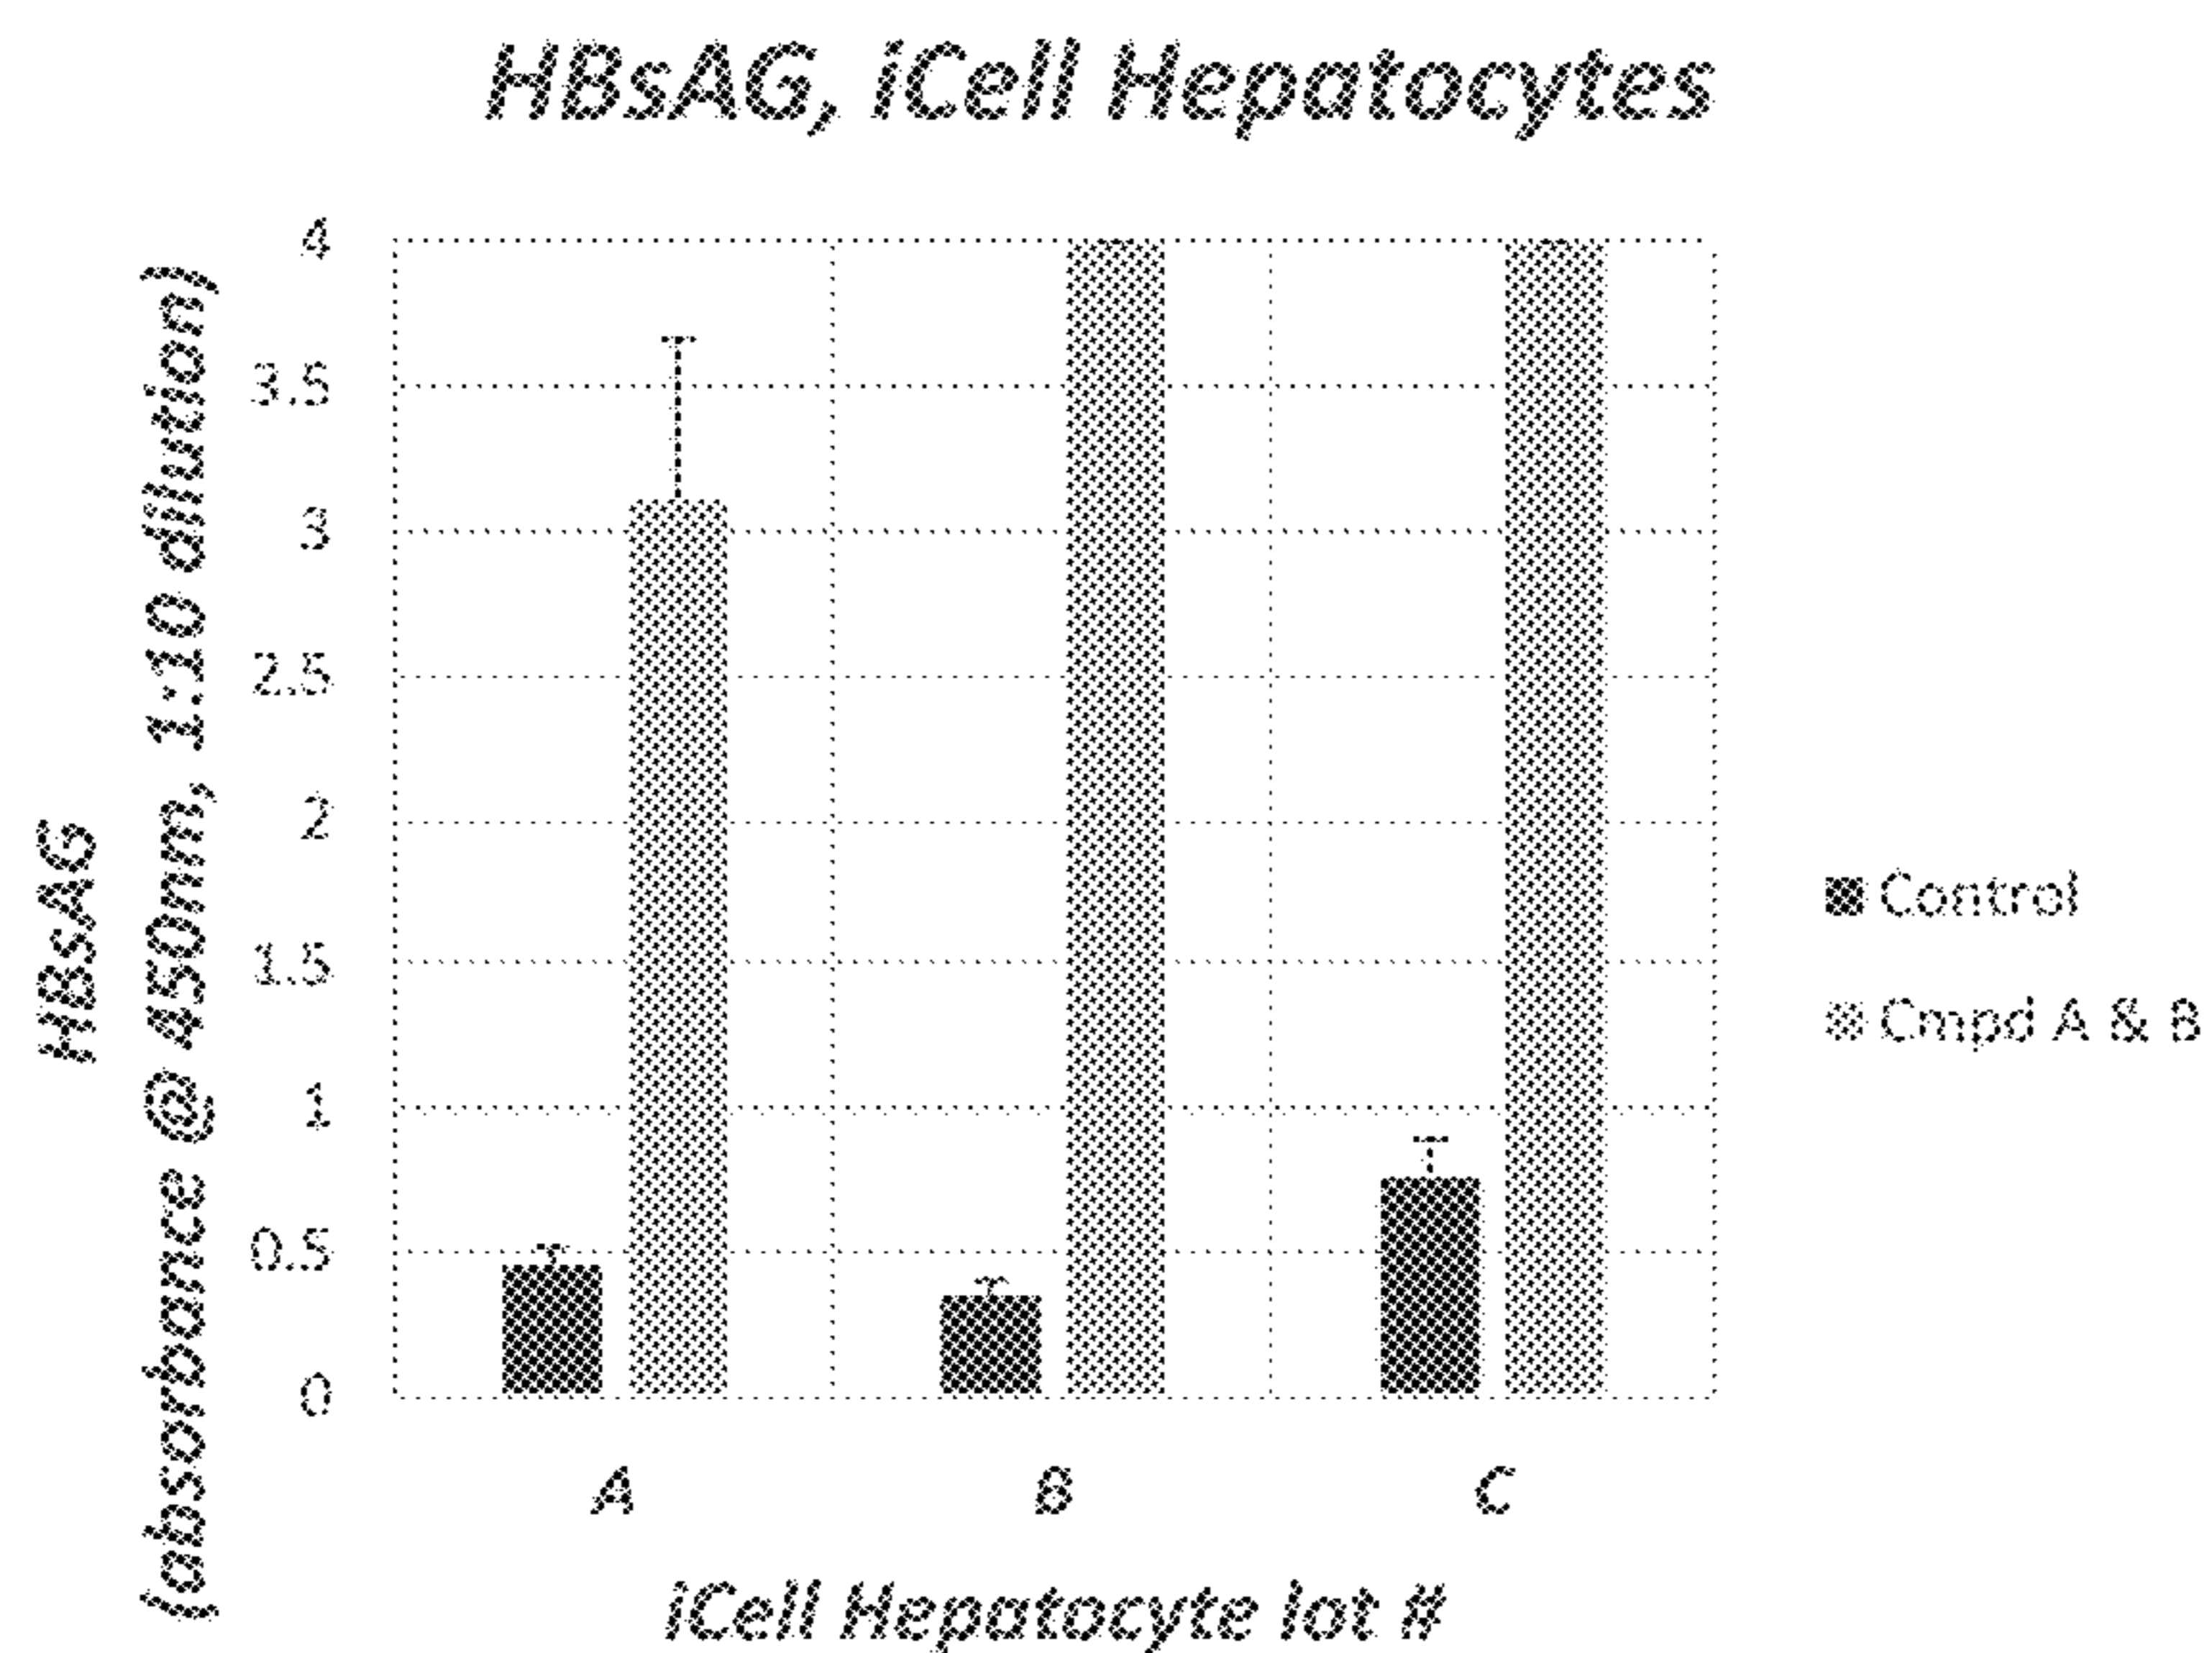 HBsAG, iCell Hepatocytes
HBsAG
(absorbance @ 450nm, 1:10 dilution)
4
3.5
3
2.5
2
1.5
1
0.5
0
A
B
C
iCell Hepatocyte lot #
Control
Cmpd A & B